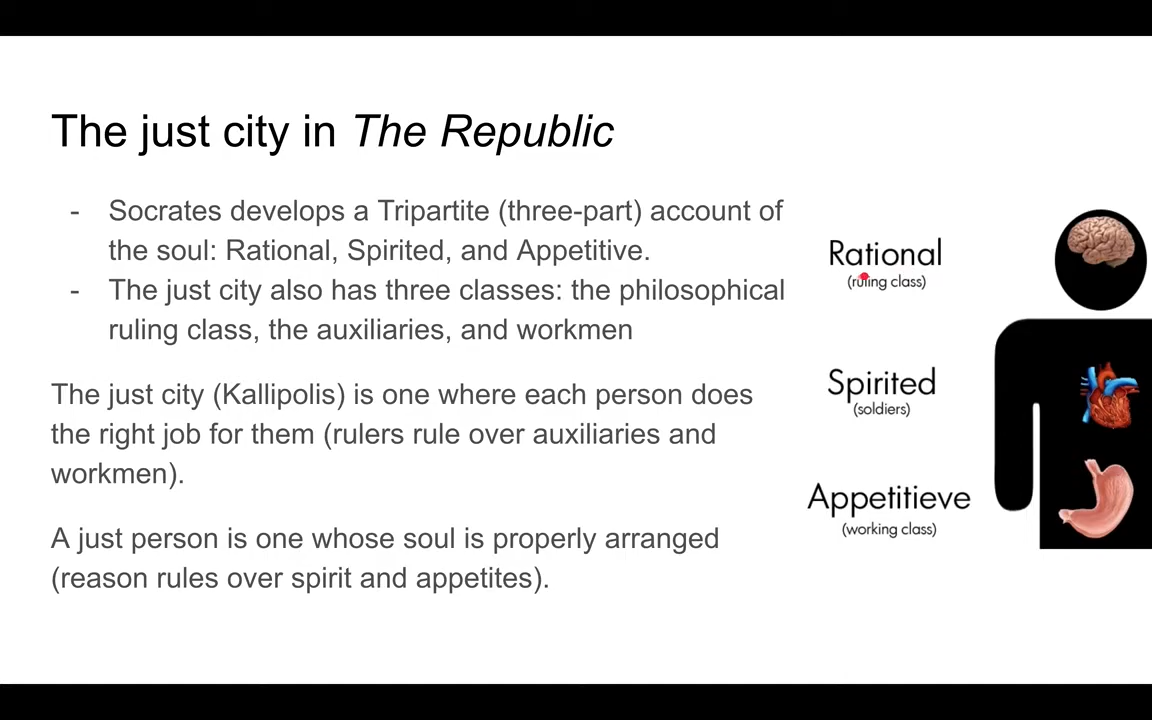 The just city in The Republic
- Socrates develops a Tripartite (three-part) account of
the soul: Rational, Spirited, and Appetitive.
- The just city also has three classes: the philosophical
ruling class, the auxiliaries, and workmen
The just city (Kallipolis) is one where each person does
the right job for them (rulers rule over auxiliaries and
workmen).
A just person is one whose soul is properly arranged
(reason rules over spirit and appetites).
Rational
(ruling class)
Spirited
(soldiers)
Appetitieve
(working class)